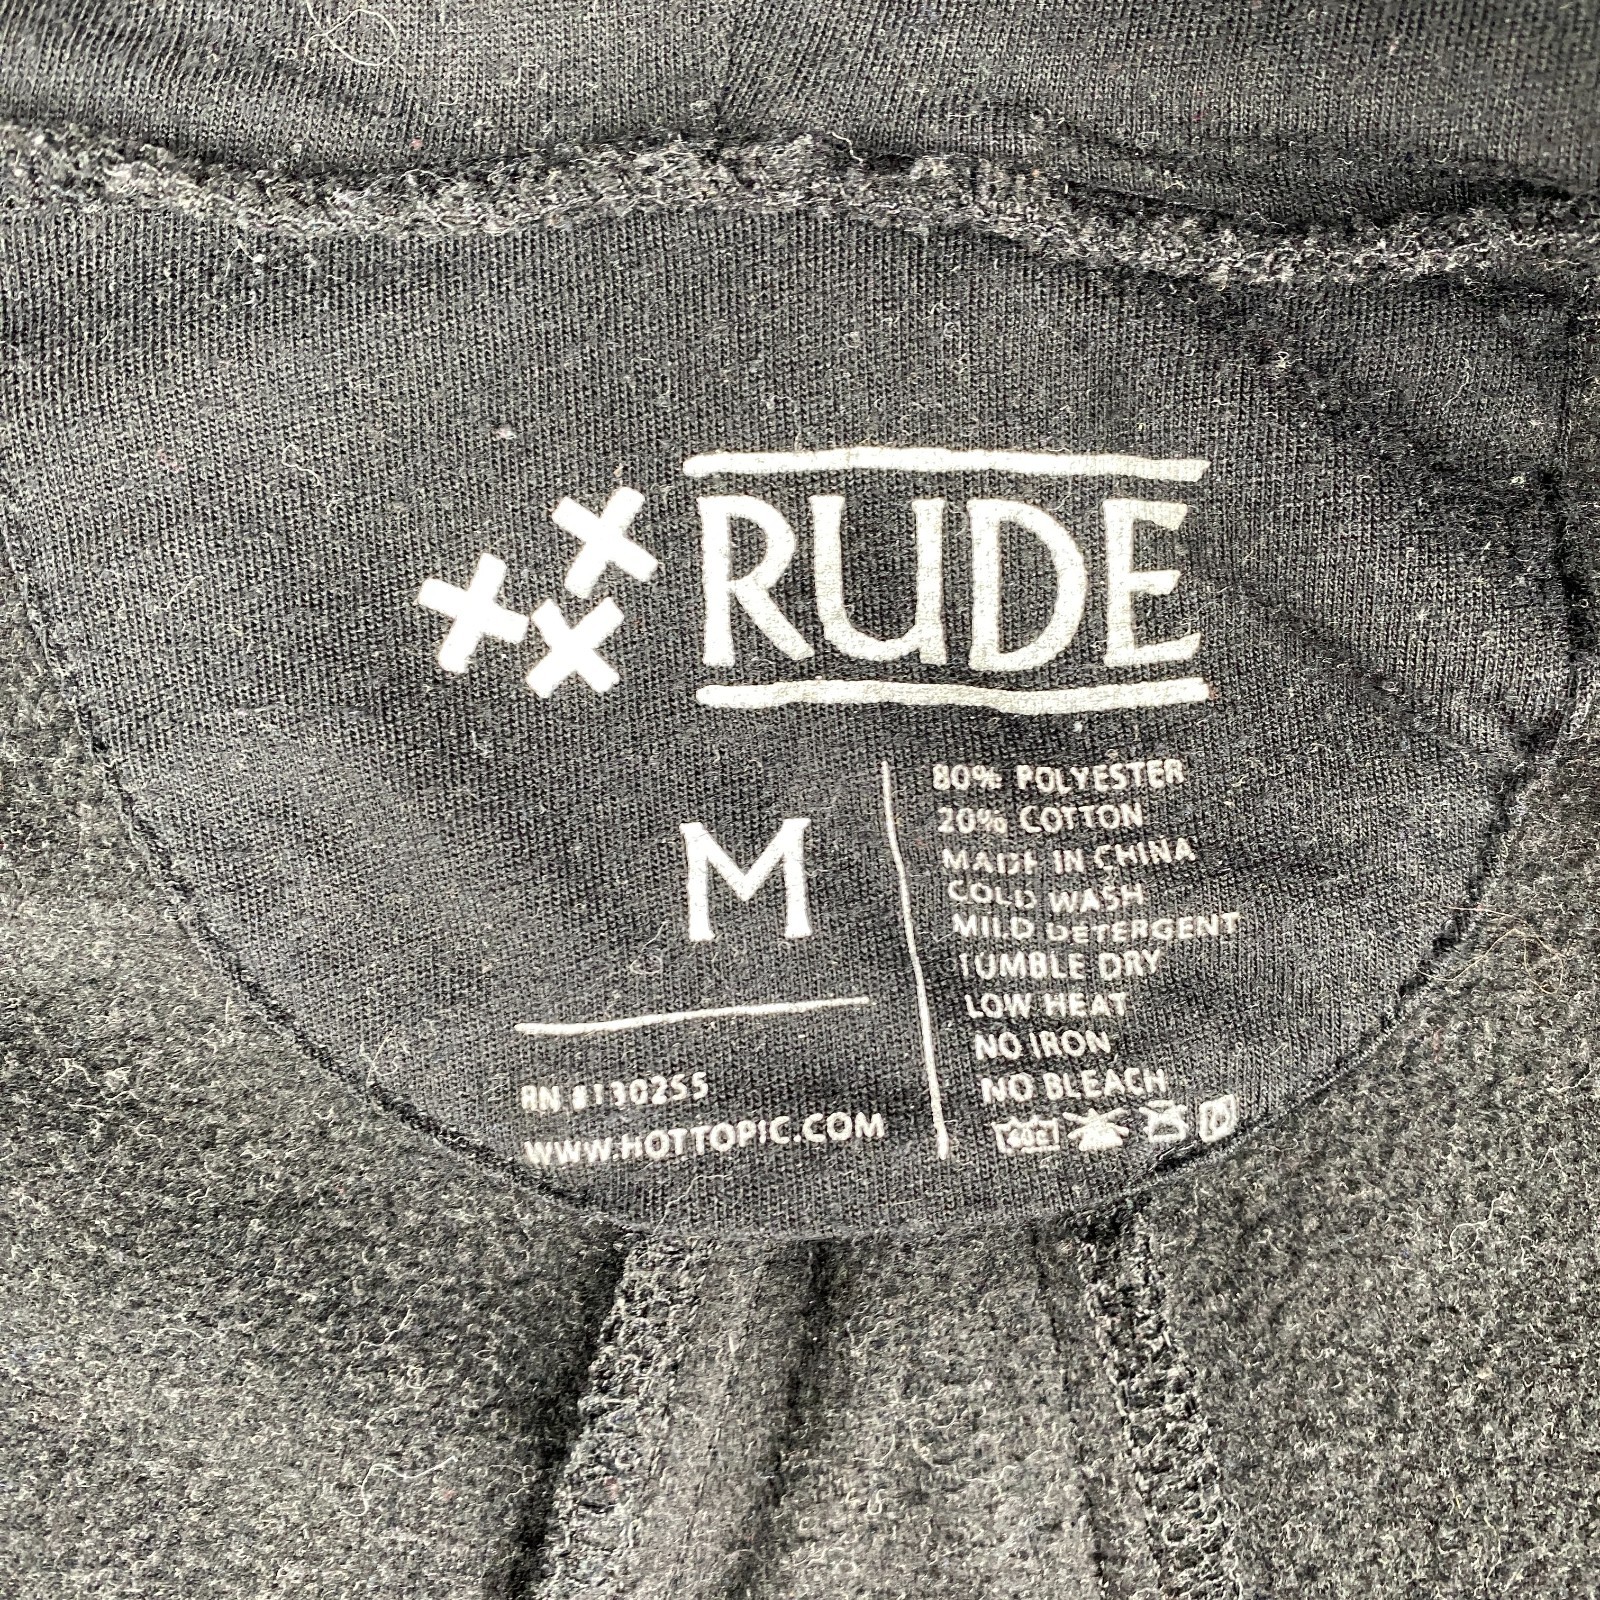 RUDE
M
80% POLYESTER
20% COTTON
MADE IN CHINA
COLD WASH
MILD DETERGENT
TUMBLE DRY
LOW HEAT
NO IRON
NO BLEACH
RN #130255
WWW.HOTTOPIC.COM